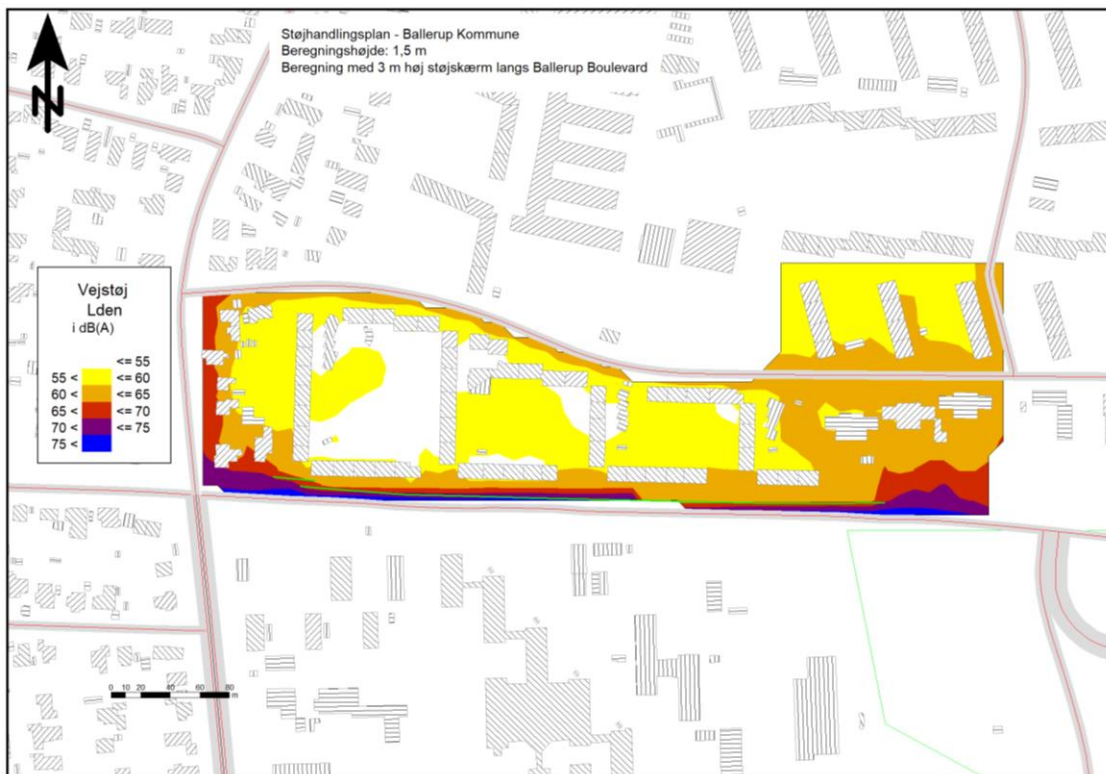 Støjhandlingsplan - Ballerup Kommune
Beregningshøjde: 1,5 m
Beregning med 3 m høj støjskærm langs Ballerup Boulevard
N
Vejstøj
Lden
i dB(A)
<= 55
55 < <= 60
60 < <= 65
65 < <= 70
70 < <= 75
75 <
0 10 20 40 60 80
m